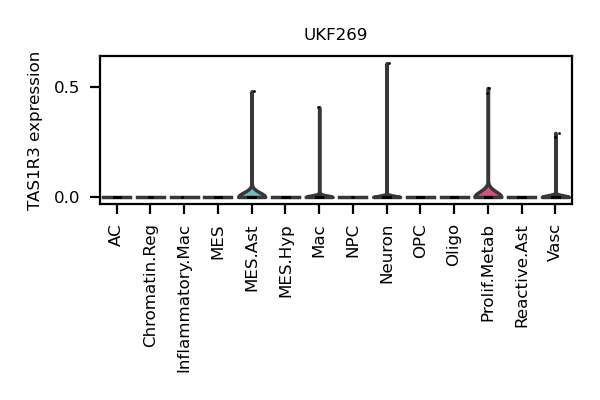 UKF269
TAS1R3 expression
0.5
0.0
AC
Chromatin.Reg
Inflammatory.Mac
MES
MES.Ast
MES.Hyp
Mac
NPC
Neuron
OPC
Oligo
Prolif.Metab
Reactive.Ast
Vasc